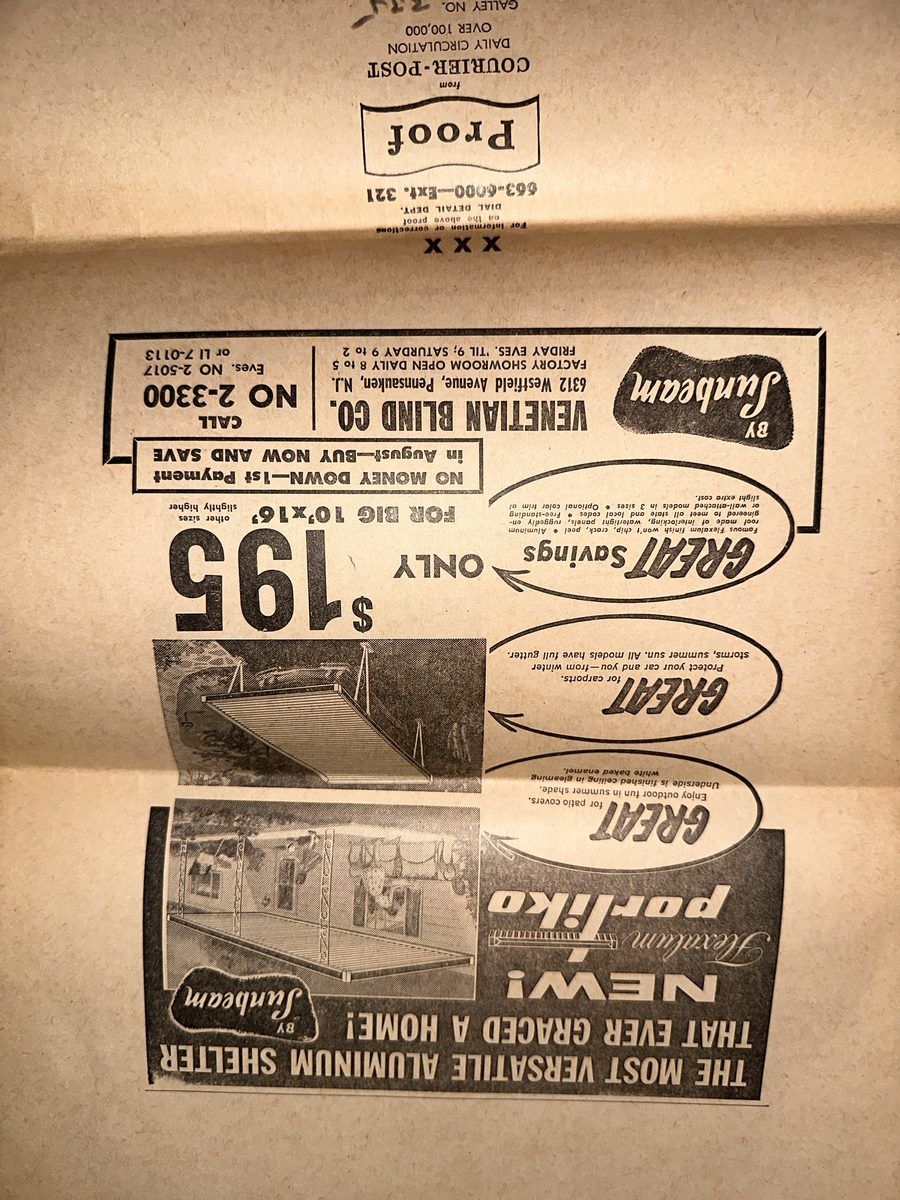 THE MOST VERSATILE ALUMINUM SHELTER
THAT EVER GRACED A HOME!
BY
Sunbeam
NEW!
Flexalum
portiko
GREAT for patio covers.
Enjoy outdoor fun in summer shade.
Underside is finished ceiling in gleaming
white baked enamel.
GREAT for carports.
Protect your car and you—from winter
storms, summer sun. All models have full gutter.
GREAT Savings
Famous Flexalum finish won't chip, crack, peel • Aluminum
roof made of interlocking, watertight panels, ruggedly en-
gineered to meet all state and local codes • Free-standing
or wall-attached models in 3 sizes • Optional color trim at
slight extra cost.
ONLY $195
FOR BIG 10'x16'
other sizes
slightly higher
NO MONEY DOWN—1st Payment
in August—BUY NOW AND SAVE
BY
Sunbeam
VENETIAN BLIND CO.
6312 Westfield Avenue, Pennsauken, N.J.
FACTORY SHOWROOM OPEN DAILY 8 to 5
FRIDAY EVES. 'TIL 9; SATURDAY 9 to 2
CALL
NO 2-3300
Eves. NO 2-5017
or LI 7-0113
X X X
For information or corrections
on the above proof
DIAL DETAIL DEPT.
663-6000—Ext. 321
Proof
from
COURIER-POST
DAILY CIRCULATION
OVER 100,000
GALLEY NO.